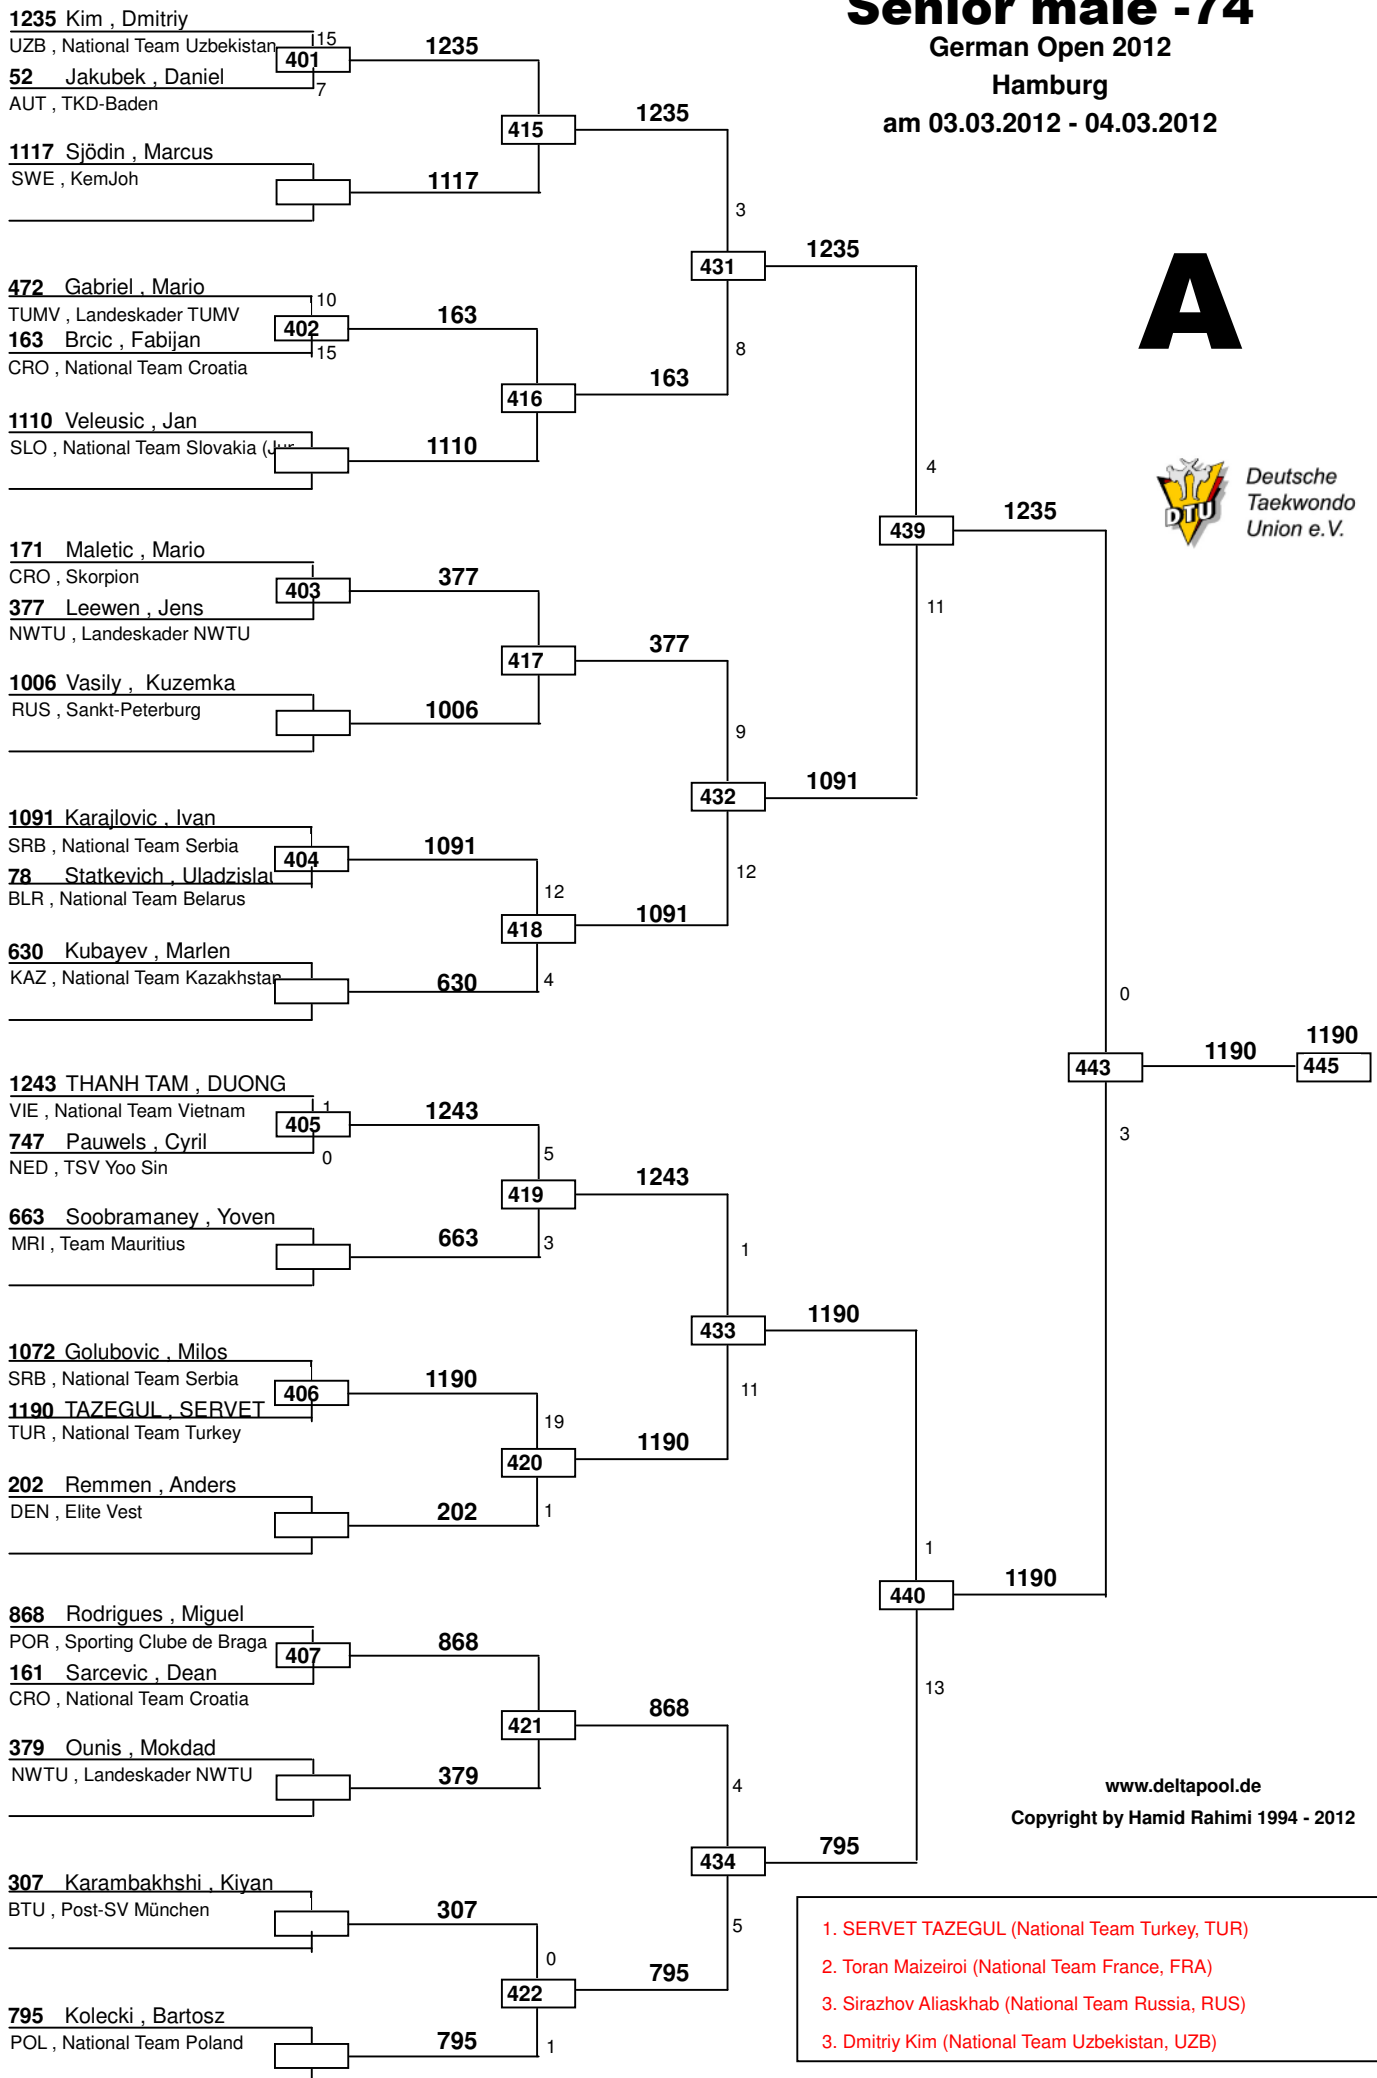 Senior male -74
German Open 2012
Hamburg
am 03.03.2012 - 04.03.2012
A
DTU
Deutsche
Taekwondo
Union e.V.
1235 Kim , Dmitriy
UZB , National Team Uzbekistan
15
401
1235
52 Jakubek , Daniel
7
AUT , TKD-Baden
415
1235
1117 Sjödin , Marcus
SWE , KemJoh
1117
3
431
1235
472 Gabriel , Mario
10
TUMV , Landeskader TUMV
402
163
163 Brcic , Fabijan
15
CRO , National Team Croatia
8
416
163
1110 Veleusic , Jan
SLO , National Team Slovakia (Jur
1110
4
439
1235
171 Maletic , Mario
CRO , Skorpion
403
377
377 Leewen , Jens
NWTU , Landeskader NWTU
11
417
377
1006 Vasily , Kuzemka
RUS , Sankt-Peterburg
1006
9
432
1091
1091 Karajlovic , Ivan
SRB , National Team Serbia
404
1091
78 Statkevich , Uladzislau
BLR , National Team Belarus
12
12
418
1091
630 Kubayev , Marlen
KAZ , National Team Kazakhstan
630
4
0
443
1190
1190
445
1243 THANH TAM , DUONG
VIE , National Team Vietnam
1
405
1243
747 Pauwels , Cyril
0
NED , TSV Yoo Sin
5
3
419
1243
663 Soobramaney , Yoven
MRI , Team Mauritius
663
3
1
433
1190
1072 Golubovic , Milos
SRB , National Team Serbia
406
1190
1190 TAZEGUL , SERVET
TUR , National Team Turkey
19
11
420
1190
202 Remmen , Anders
DEN , Elite Vest
202
1
1
440
1190
868 Rodrigues , Miguel
POR , Sporting Clube de Braga
407
868
161 Sarcevic , Dean
CRO , National Team Croatia
13
421
868
379 Ounis , Mokdad
NWTU , Landeskader NWTU
379
4
434
795
307 Karambakhshi , Kiyan
BTU , Post-SV München
307
0
5
422
795
795 Kolecki , Bartosz
POL , National Team Poland
795
1
www.deltapool.de
Copyright by Hamid Rahimi 1994 - 2012
1. SERVET TAZEGUL (National Team Turkey, TUR)
2. Toran Maizeiroi (National Team France, FRA)
3. Sirazhov Aliaskhab (National Team Russia, RUS)
3. Dmitriy Kim (National Team Uzbekistan, UZB)